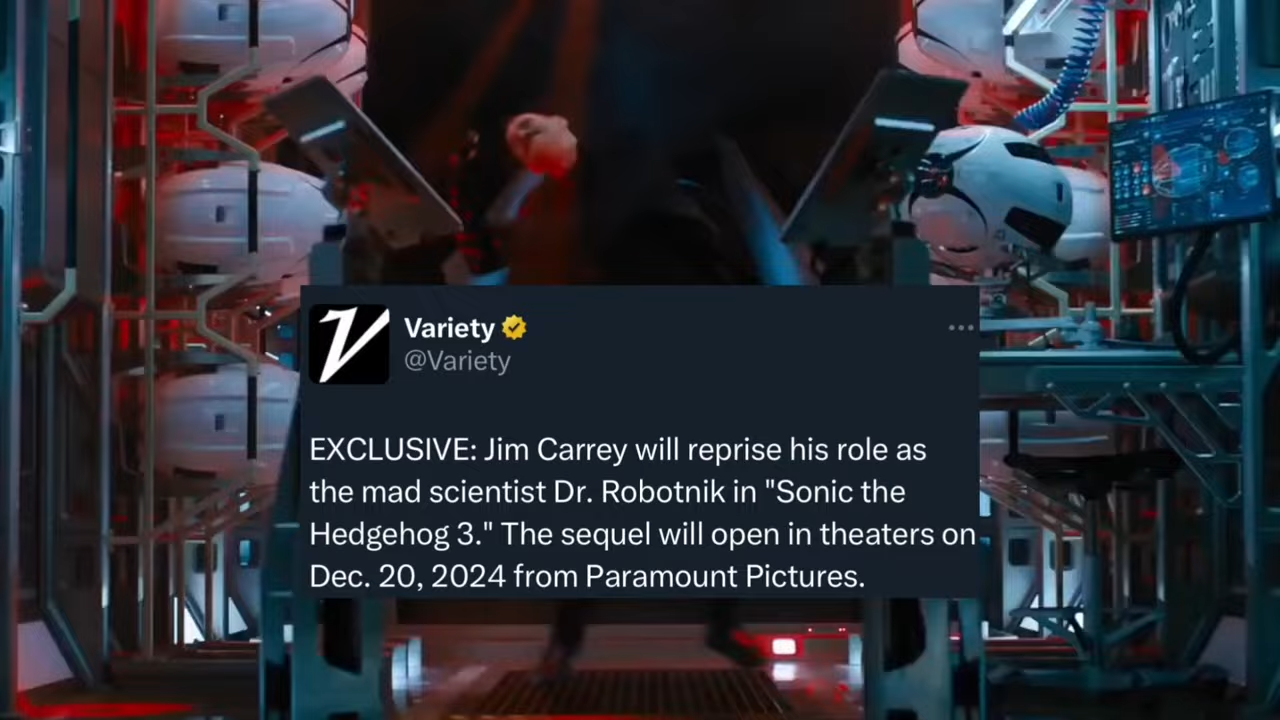 Variety
@Variety
EXCLUSIVE: Jim Carrey will reprise his role as
the mad scientist Dr. Robotnik in "Sonic the
Hedgehog 3." The sequel will open in theaters on
Dec. 20, 2024 from Paramount Pictures.